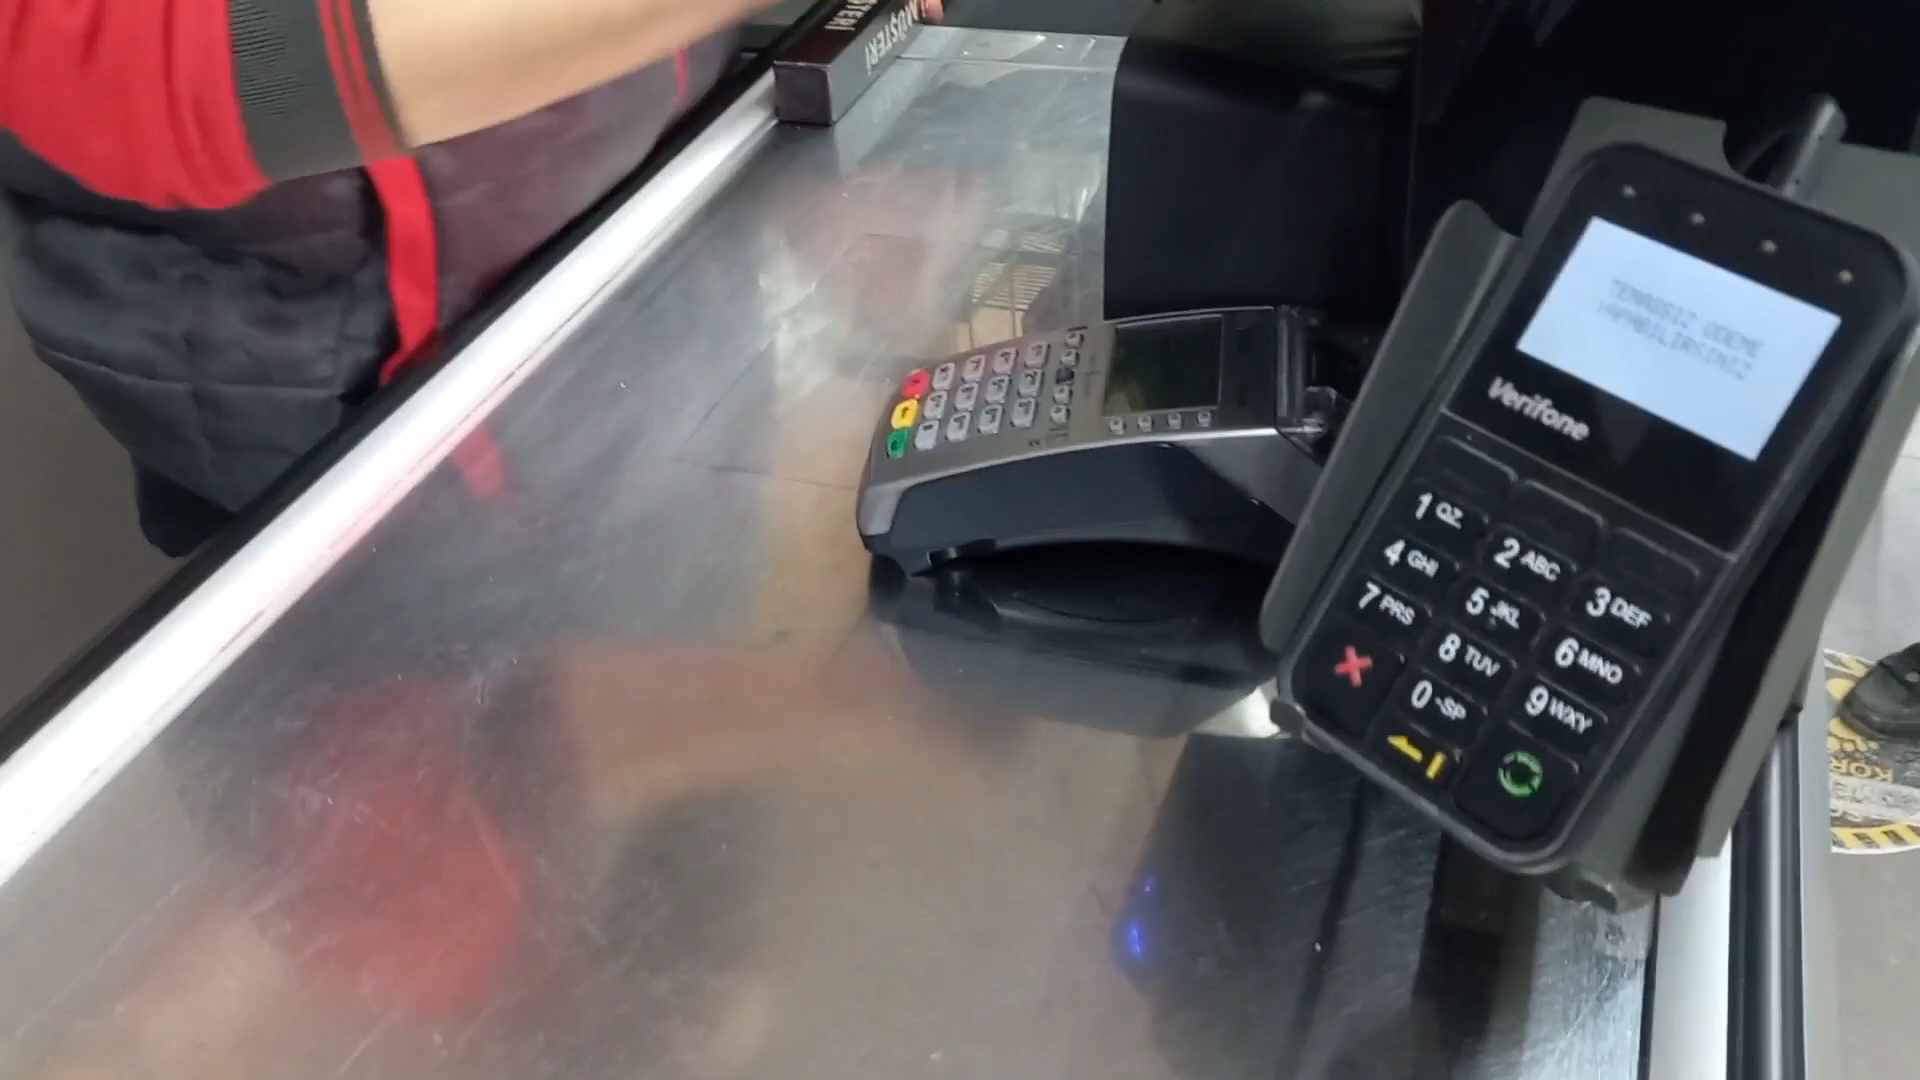 MÜŞTERİ
TEMASSIZ ODEME
YAPABILIRSINIZ
Verifone
1 QZ
2 ABC
3 DEF
4 GHI
5 JKL
6 MNO
7 PRS
8 TUV
9 WXY
0 -SP